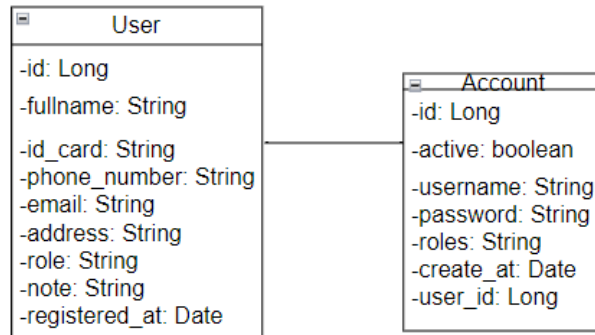 User
-id: Long
-fullname: String
-id_card: String
-phone_number: String
-email: String
-address: String
-role: String
-note: String
-registered_at: Date
Account
-id: Long
-active: boolean
-username: String
-password: String
-roles: String
-create_at: Date
-user_id: Long